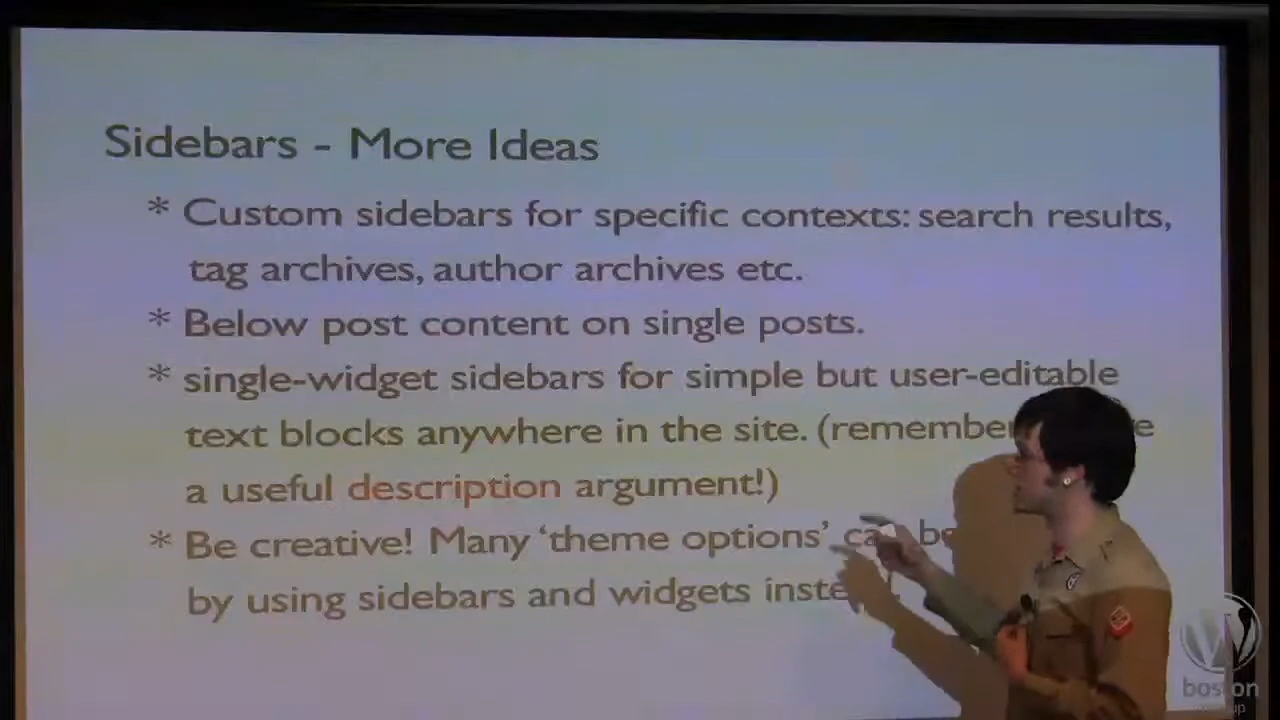 Sidebars - More Ideas
* Custom sidebars for specific contexts: search results,
tag archives, author archives etc.
* Below post content on single posts.
* single-widget sidebars for simple but user-editable
text blocks anywhere in the site. (remember
a useful description argument!)
* Be creative! Many ‘theme options’
by using sidebars and widgets
boston